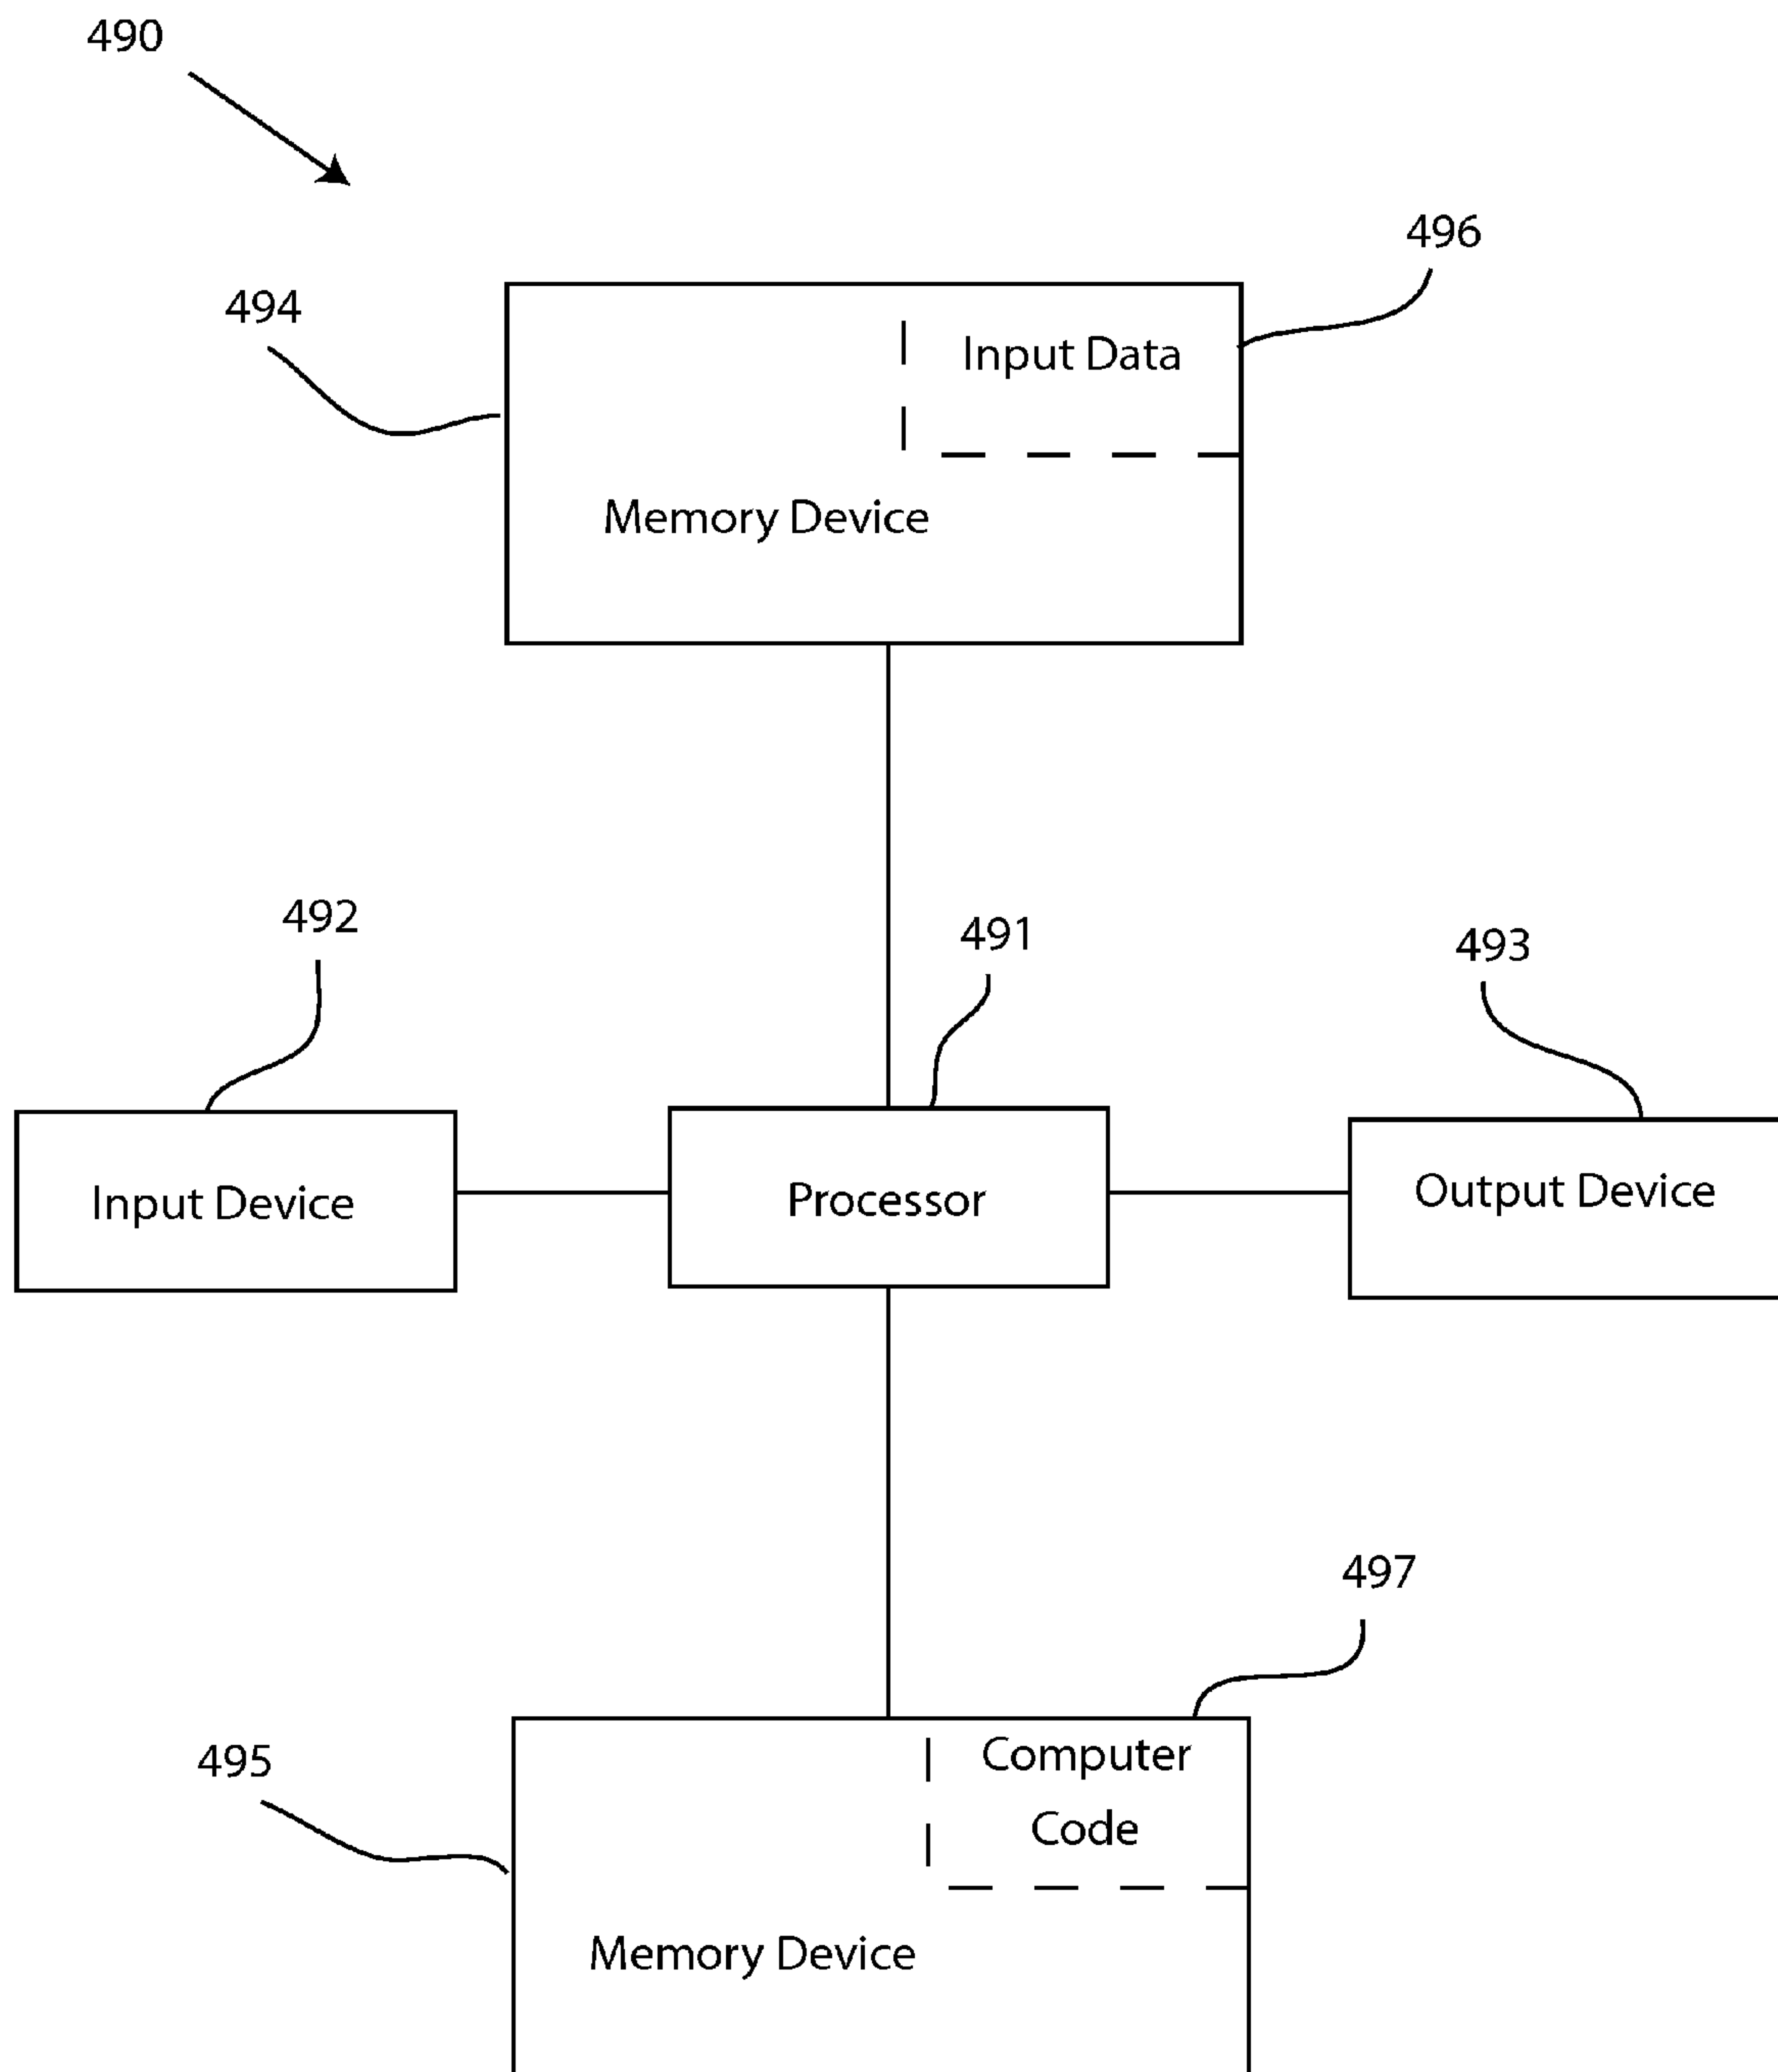 490
496
494
Input Data
Memory Device
492
491
493
Input Device
Processor
Output Device
497
495
Computer
Code
Memory Device